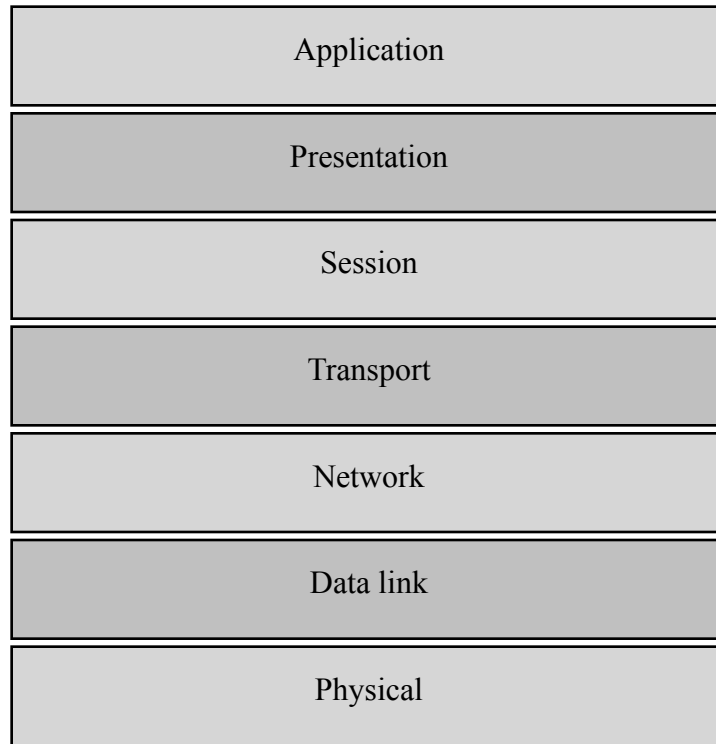 Application
Presentation
Session
Transport
Network
Data link
Physical